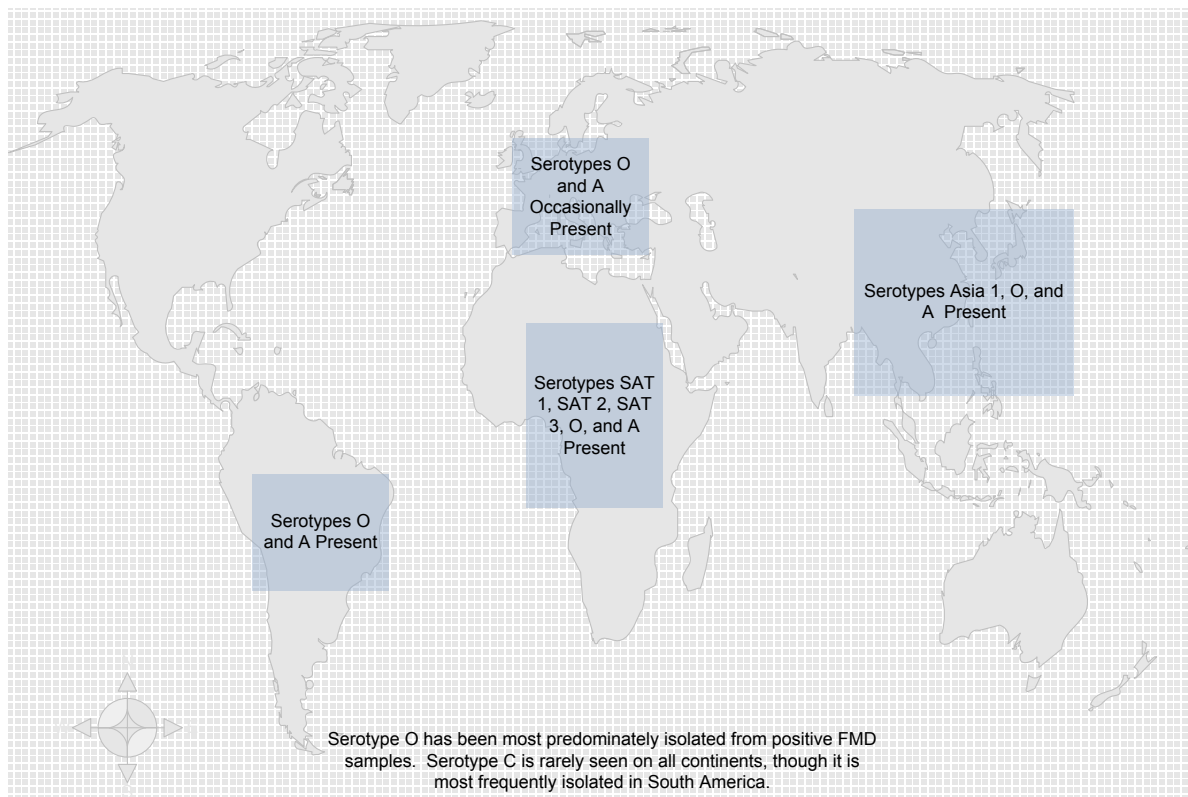 Serotypes O
and A
Occasionally
Present
Serotypes Asia 1, O, and
A Present
Serotypes SAT
1, SAT 2, SAT
3, O, and A
Present
Serotypes O
and A Present
Serotype O has been most predominately isolated from positive FMD
samples. Serotype C is rarely seen on all continents, though it is
most frequently isolated in South America.